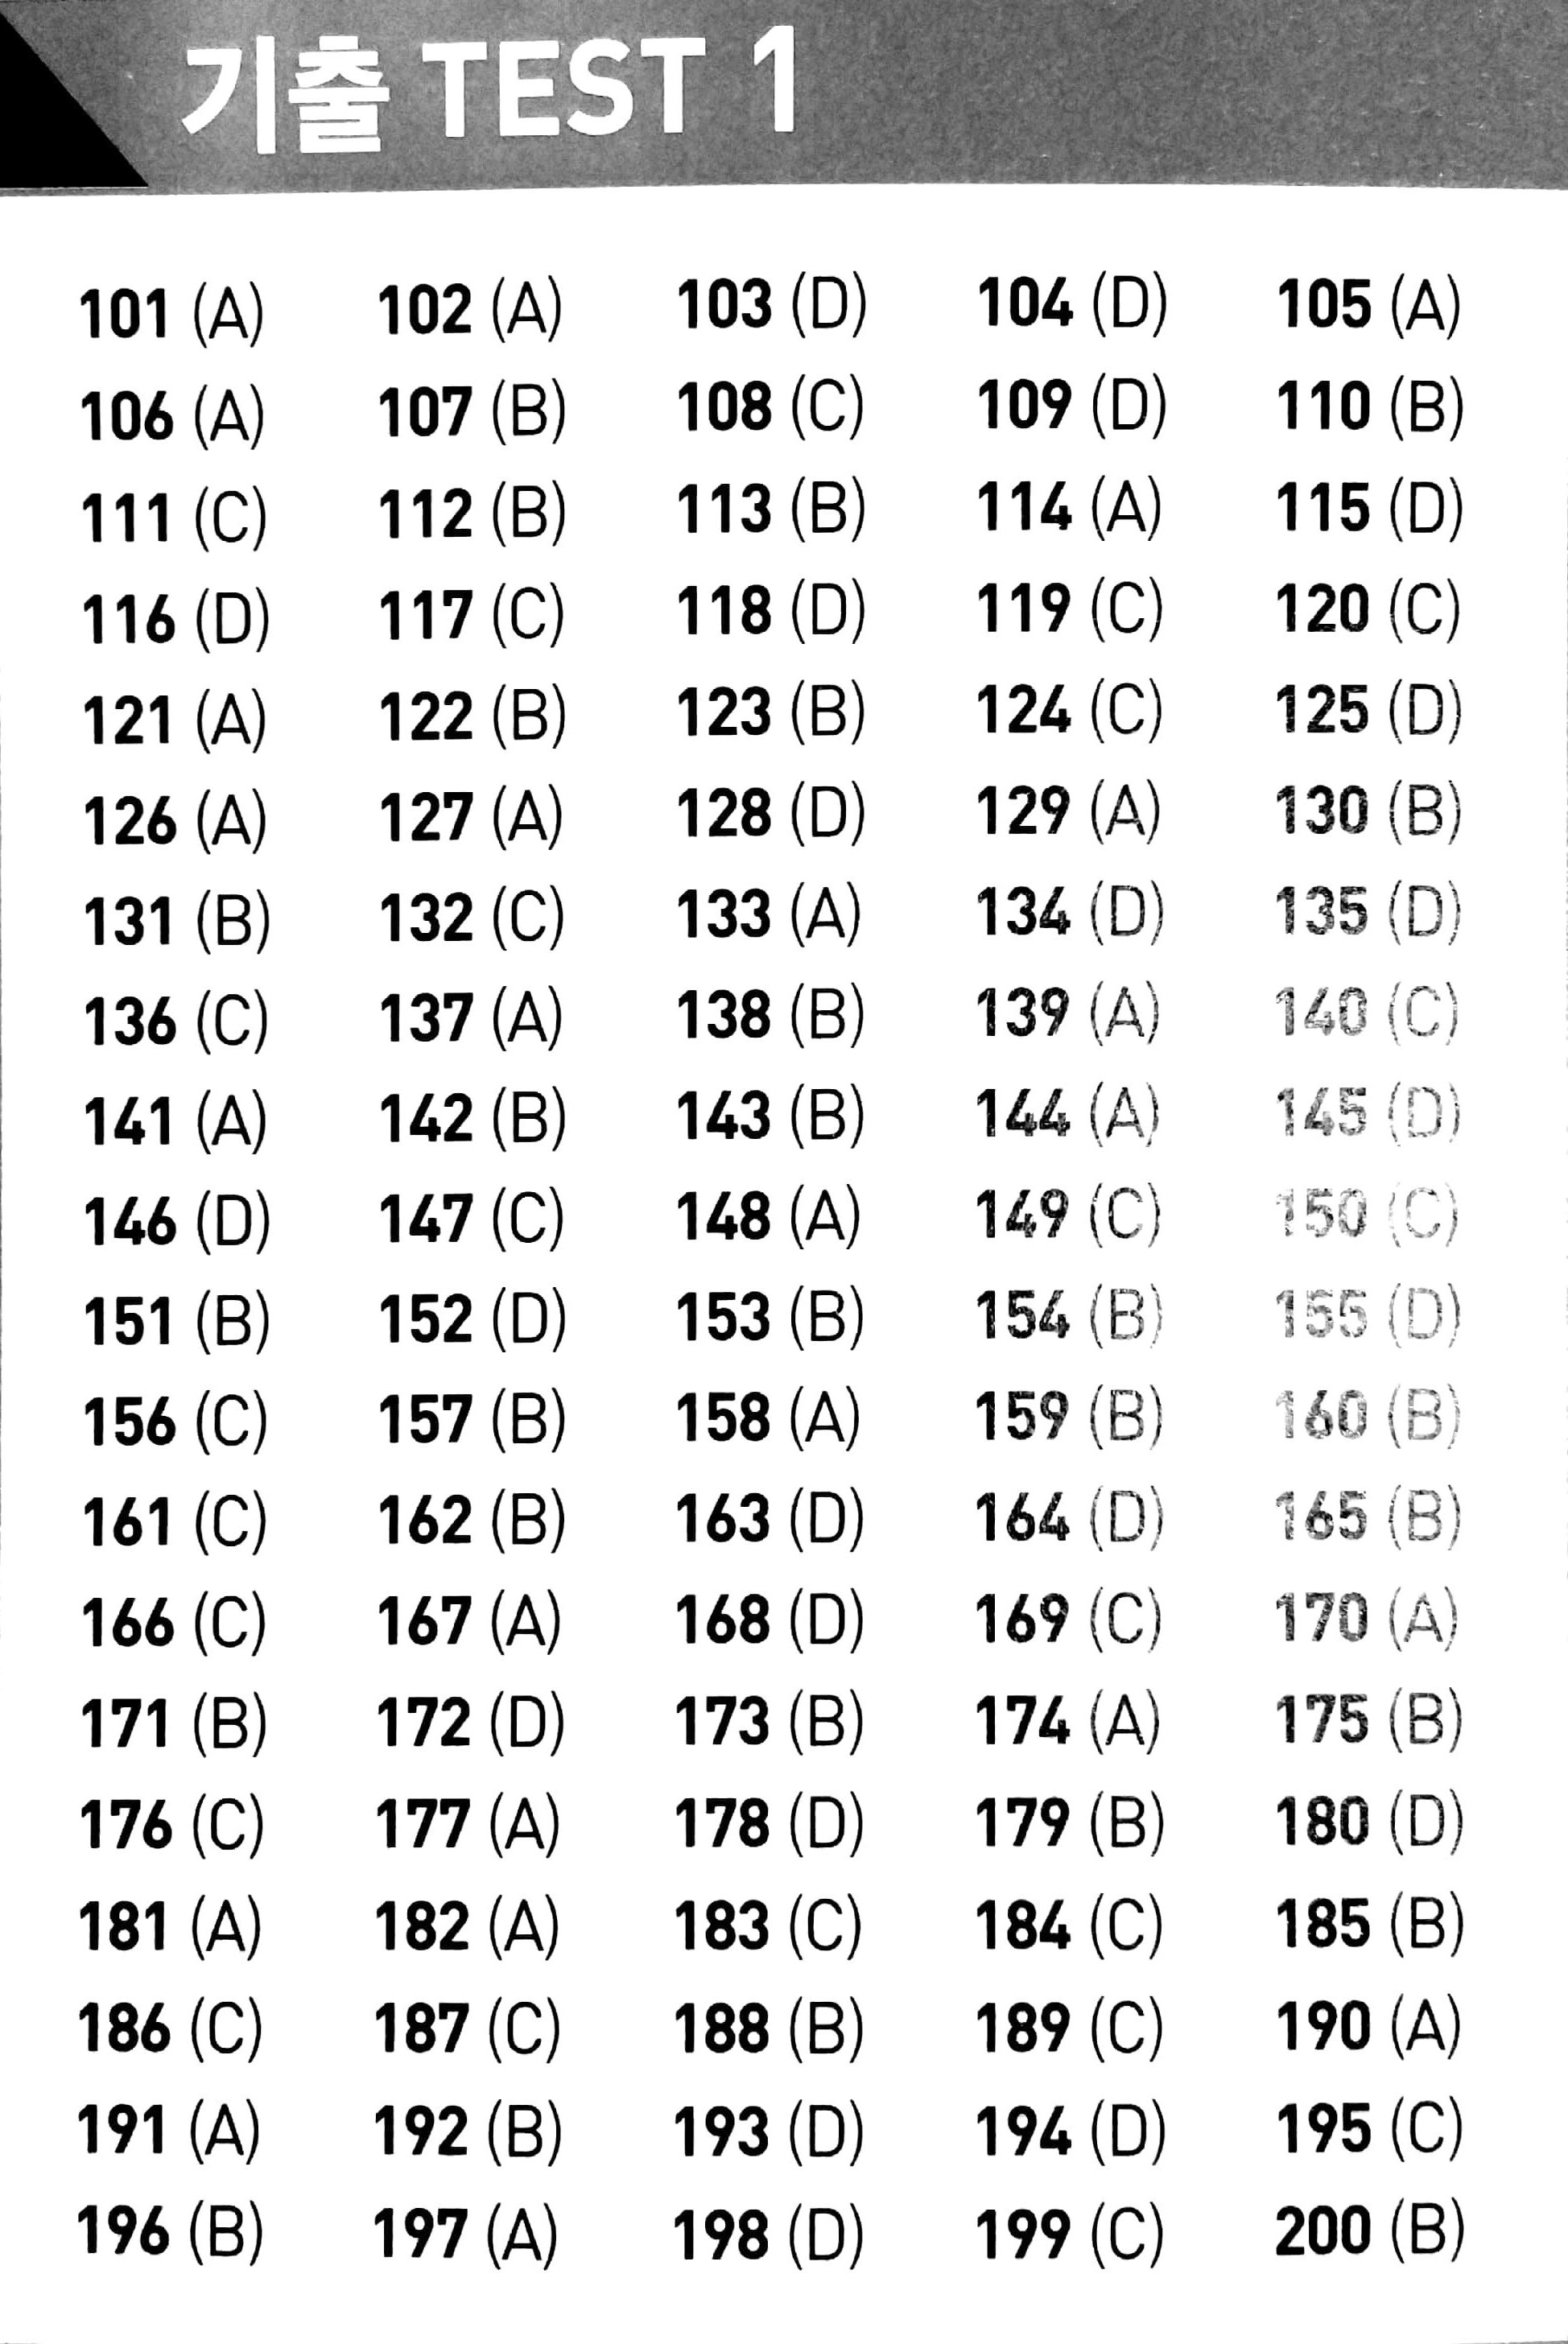 기출 TEST 1
101 (A) 102 (A) 103 (D) 104 (D) 105 (A)
106 (A) 107 (B) 108 (C) 109 (D) 110 (B)
111 (C) 112 (B) 113 (B) 114 (A) 115 (D)
116 (D) 117 (C) 118 (D) 119 (C) 120 (C)
121 (A) 122 (B) 123 (B) 124 (C) 125 (D)
126 (A) 127 (A) 128 (D) 129 (A) 130 (B)
131 (B) 132 (C) 133 (A) 134 (D) 135 (D)
136 (C) 137 (A) 138 (B) 139 (A) 140 (C)
141 (A) 142 (B) 143 (B) 144 (A) 145 (D)
146 (D) 147 (C) 148 (A) 149 (C) 150 (C)
151 (B) 152 (D) 153 (B) 154 (B) 155 (D)
156 (C) 157 (B) 158 (A) 159 (B) 160 (B)
161 (C) 162 (B) 163 (D) 164 (D) 165 (B)
166 (C) 167 (A) 168 (D) 169 (C) 170 (A)
171 (B) 172 (D) 173 (B) 174 (A) 175 (B)
176 (C) 177 (A) 178 (D) 179 (B) 180 (D)
181 (A) 182 (A) 183 (C) 184 (C) 185 (B)
186 (C) 187 (C) 188 (B) 189 (C) 190 (A)
191 (A) 192 (B) 193 (D) 194 (D) 195 (C)
196 (B) 197 (A) 198 (D) 199 (C) 200 (B)